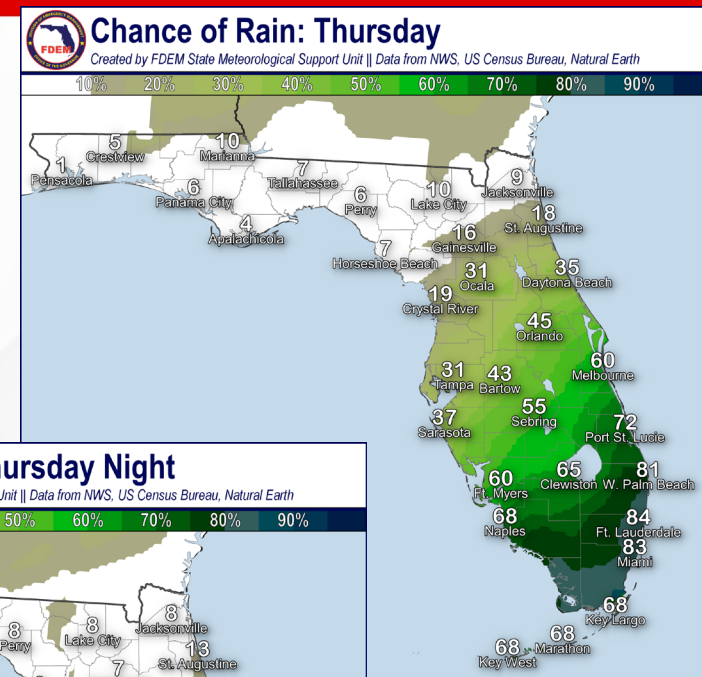 FDEM
Chance of Rain: Thursday
Created by FDEM State Meteorological Support Unit || Data from NWS, US Census Bureau, Natural Earth
10% 20% 30% 40% 50% 60% 70% 80% 90%
5
Crestview
10
Marianna
1
Pensacola
7
Tallahassee
9
Jacksonville
6
Panama City
6
Perry
10
Lake City
4
Apalachicola
18
St. Augustine
16
Gainesville
7
Horseshoe Beach
31
Ocala
35
Daytona Beach
19
Crystal River
45
Orlando
60
Melbourne
31
Tampa
43
Bartow
37
Sarasota
55
Sebring
72
Port St. Lucie
60
Ft. Myers
65
Clewiston
81
W. Palm Beach
68
Naples
84
Ft. Lauderdale
83
Miami
68
Key Largo
68
Marathon
68
Key West
ursday Night
Unit || Data from NWS, US Census Bureau, Natural Earth
50% 60% 70% 80% 90%
8
Perry
8
Lake City
8
Jacksonville
13
St. Augustine
7